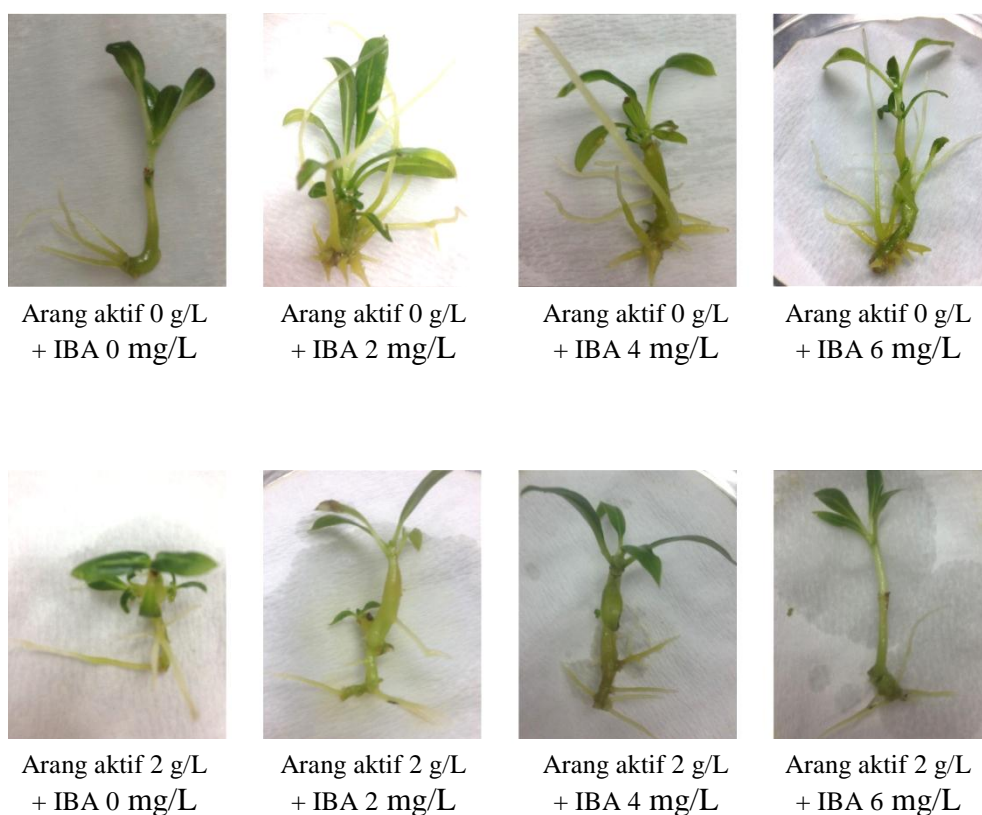 Arang aktif 0 g/L
+ IBA 0 mg/L
Arang aktif 0 g/L
+ IBA 2 mg/L
Arang aktif 0 g/L
+ IBA 4 mg/L
Arang aktif 0 g/L
+ IBA 6 mg/L
Arang aktif 2 g/L
+ IBA 0 mg/L
Arang aktif 2 g/L
+ IBA 2 mg/L
Arang aktif 2 g/L
+ IBA 4 mg/L
Arang aktif 2 g/L
+ IBA 6 mg/L